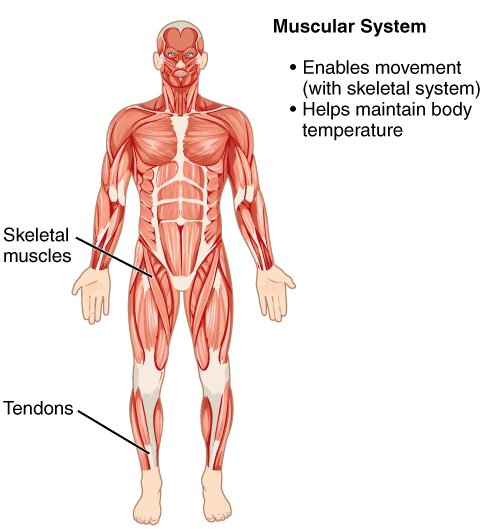 Muscular System
• Enables movement
(with skeletal system)
• Helps maintain body
temperature
Skeletal
muscles
Tendons